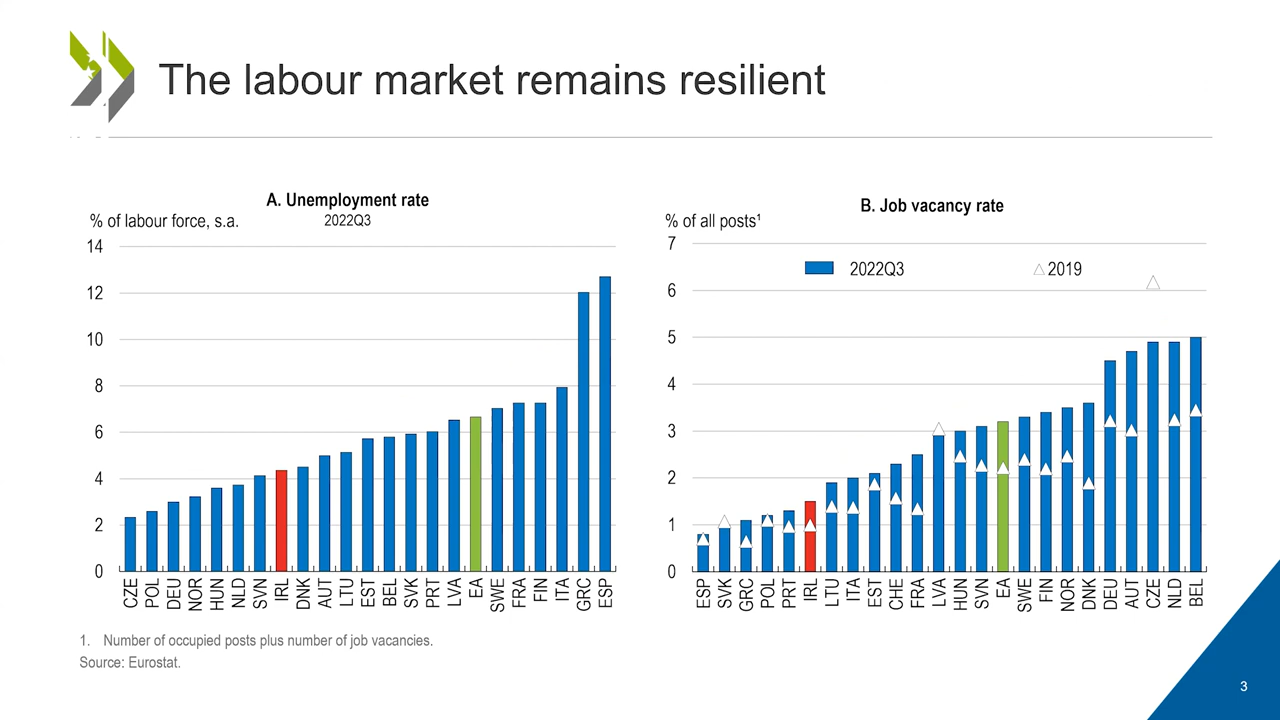 The labour market remains resilient
A. Unemployment rate
% of labour force, s.a.
2022Q3
14
12
10
8
6
4
2
0
CZE POL DEU NOR HUN NLD SVN IRL DNK AUT LTU EST BEL SVK PRT LVA EA SWE FRA FIN ITA GRC ESP
B. Job vacancy rate
% of all posts¹
7
2022Q3 2019
6
5
4
3
2
1
0
ESP SVK GRC POL PRT IRL LTU ITA EST CHE FRA LVA HUN SVN EA SWE FIN NOR DNK DEU AUT CZE NLD BEL
1. Number of occupied posts plus number of job vacancies.
Source: Eurostat.
3